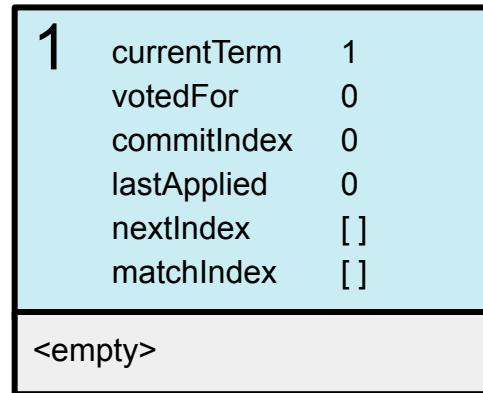 1
currentTerm 1
votedFor 0
commitIndex 0
lastApplied 0
nextIndex [ ]
matchIndex [ ]
<empty>